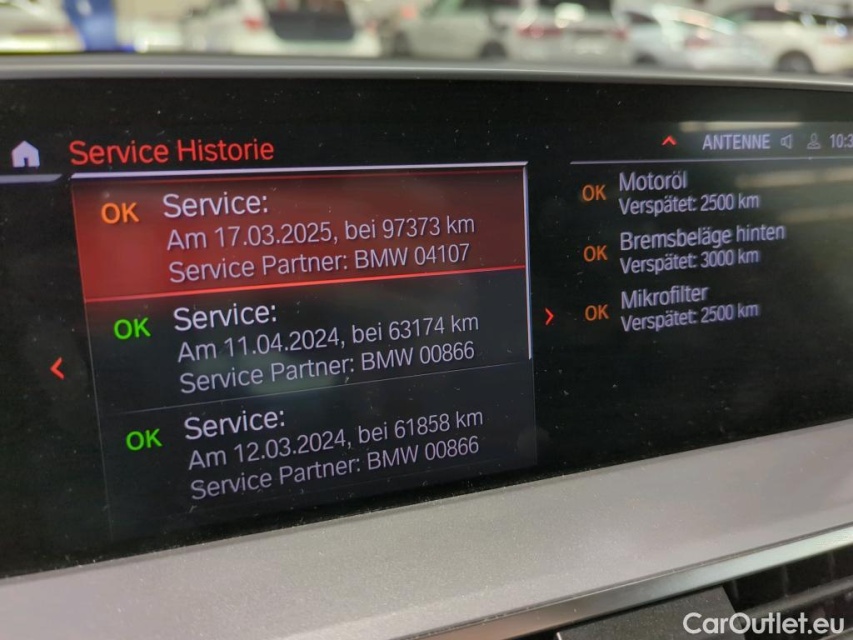 Service Historie
ANTENNE
OK Service:
Am 17.03.2025, bei 97373 km
Service Partner: BMW 04107
OK Service:
Am 11.04.2024, bei 63174 km
Service Partner: BMW 00866
OK Service:
Am 12.03.2024, bei 61858 km
Service Partner: BMW 00866
OK Motoröl
Verspätet: 2500 km
OK Bremsbeläge hinten
Verspätet: 3000 km
OK Mikrofilter
Verspätet: 2500 km
CarOutlet.eu